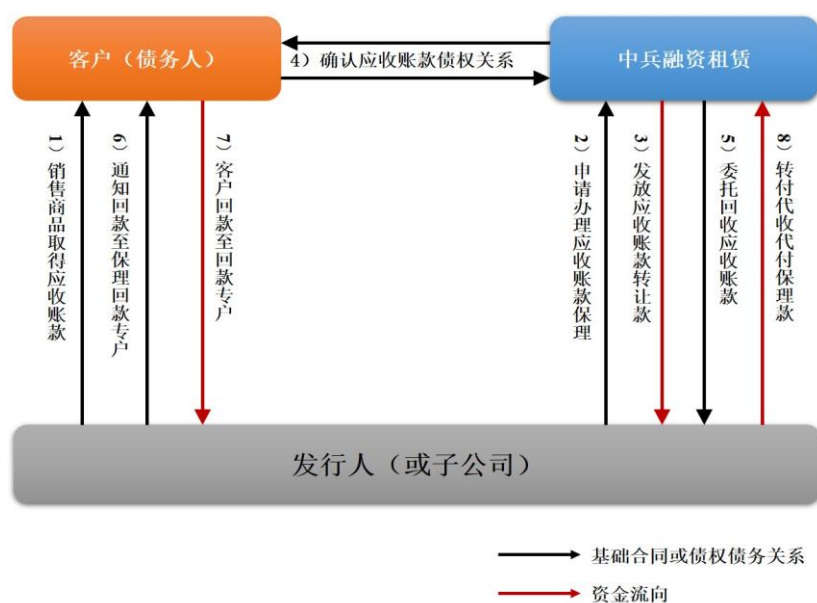 客户（债务人）
4）确认应收账款债权关系
中兵融资租赁
1）销售商品取得应收账款
6）通知回款至保理回款专户
7）客户回款至回款专户
2）申请办理应收账款保理
3）发放应收账款转让款
5）委托回收应收账款
8）转付代收代付保理款
发行人（或子公司）
基础合同或债权债务关系
资金流向